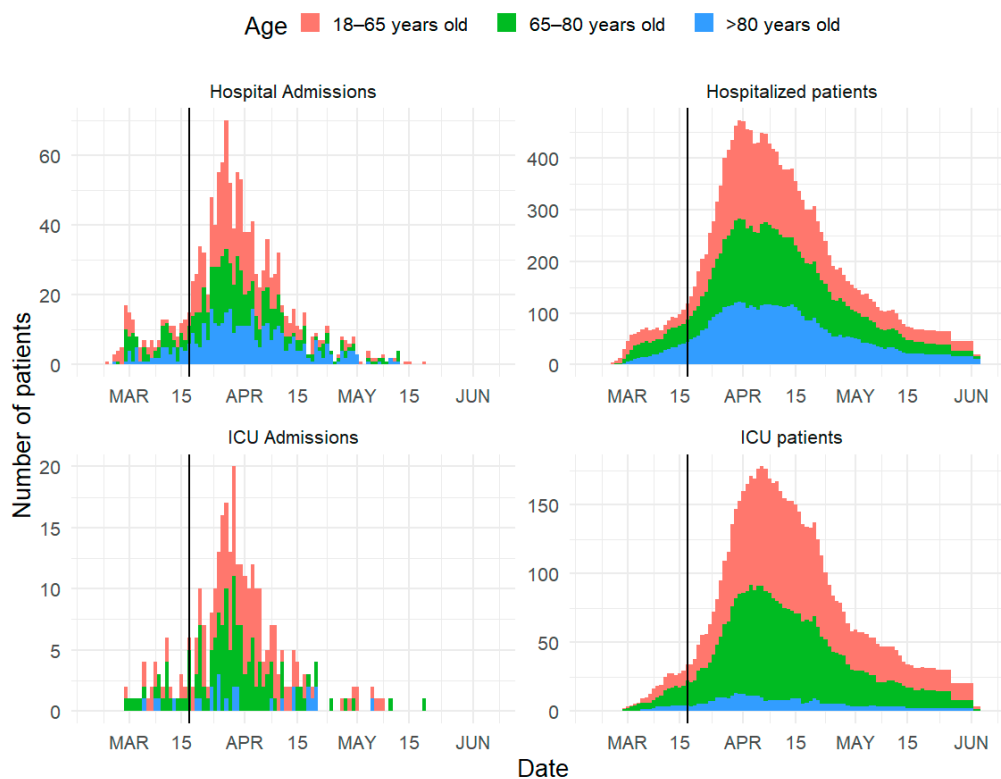 Age 18–65 years old 65–80 years old >80 years old
Hospital Admissions
Hospitalized patients
60
40
20
0
MAR 15 APR 15 MAY 15 JUN
400
300
200
100
0
MAR 15 APR 15 MAY 15 JUN
ICU Admissions
ICU patients
20
15
10
5
0
MAR 15 APR 15 MAY 15 JUN
150
100
50
0
MAR 15 APR 15 MAY 15 JUN
Number of patients
Date